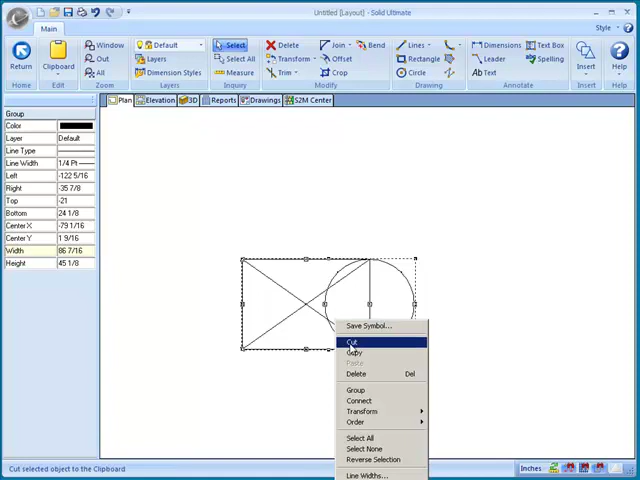 Untitled [Layout] - Solid Ultimate
Main
Style
Return
Clipboard
Window
Out
All
Default
Layers
Dimension Styles
Select
Select All
Measure
Delete
Transform
Trim
Join
Bend
Offset
Crop
Lines
Rectangle
Circle
Dimensions
Text Box
Leader
Spelling
Text
Insert
Help
Home
Edit
Zoom
Inquiry
Modify
Drawing
Annotate
Plan
Elevation
3D
Reports
Drawings
S2M Center
Group
Color
Layer Default
Line Type
Line Width 1/4 Pt
Left -122 5/16
Right -35 7/8
Top -21
Bottom 24 1/8
Center X -79 1/16
Center Y 1 9/16
Width 86 7/16
Height 45 1/8
Save Symbol...
Cut
Copy
Paste
Delete Del
Group
Connect
Transform
Order
Select All
Select None
Reverse Selection
Line Widths...
Cut selected object to the Clipboard
Inches